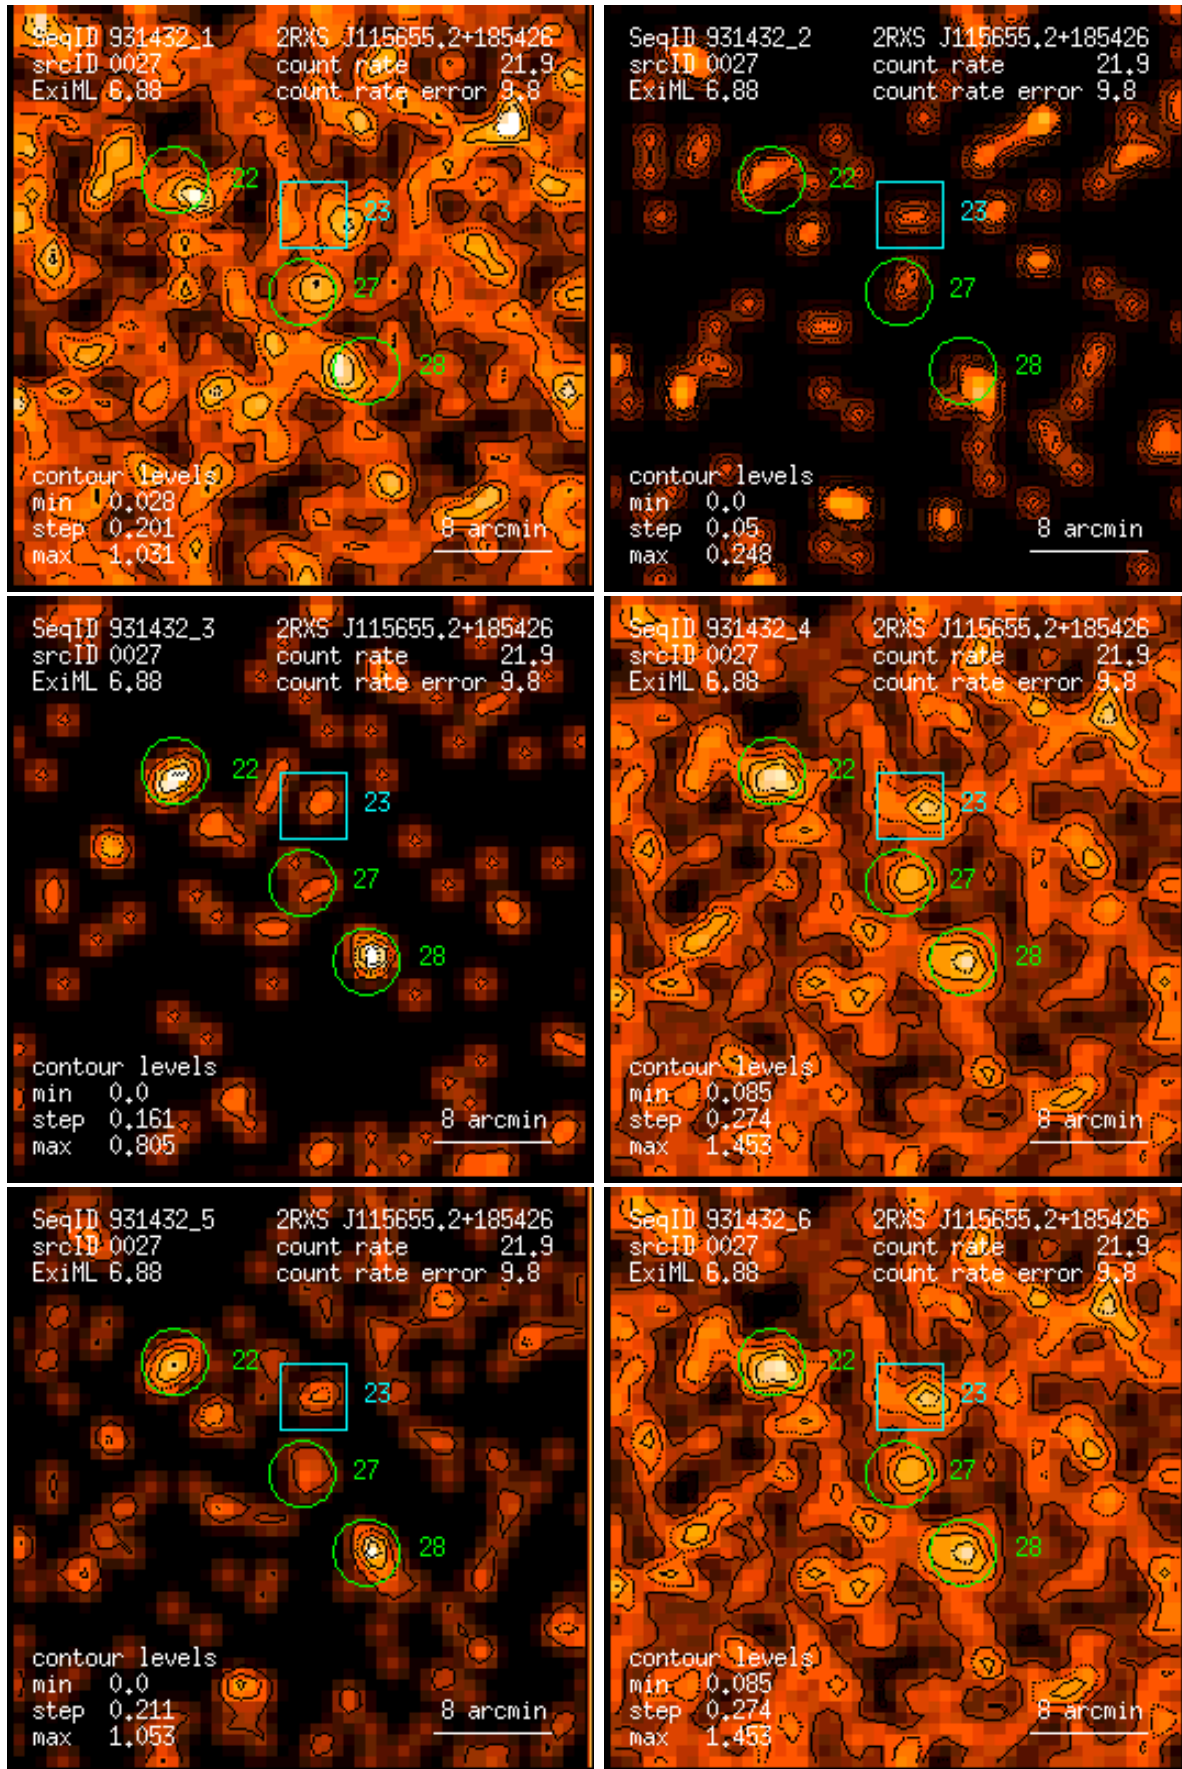 SeqID 931432_1 2RXS J115655.2+185426
srcID 0027 count rate 21.9
ExiML 6.88 count rate error 9.8
22
23
27
28
contour levels
min 0.028
step 0.201 8 arcmin
max 1.031
SeqID 931432_2 2RXS J115655.2+185426
srcID 0027 count rate 21.9
ExiML 6.88 count rate error 9.8
22
23
27
28
contour levels
min 0.0
step 0.05 8 arcmin
max 0.248
SeqID 931432_3 2RXS J115655.2+185426
srcID 0027 count rate 21.9
ExiML 6.88 count rate error 9.8
22
23
27
28
contour levels
min 0.0
step 0.161 8 arcmin
max 0.805
SeqID 931432_4 2RXS J115655.2+185426
srcID 0027 count rate 21.9
ExiML 6.88 count rate error 9.8
22
23
27
28
contour levels
min 0.085
step 0.274 8 arcmin
max 1.453
SeqID 931432_5 2RXS J115655.2+185426
srcID 0027 count rate 21.9
ExiML 6.88 count rate error 9.8
22
23
27
28
contour levels
min 0.0
step 0.211 8 arcmin
max 1.053
SeqID 931432_6 2RXS J115655.2+185426
srcID 0027 count rate 21.9
ExiML 6.88 count rate error 9.8
22
23
27
28
contour levels
min 0.085
step 0.274 8 arcmin
max 1.453